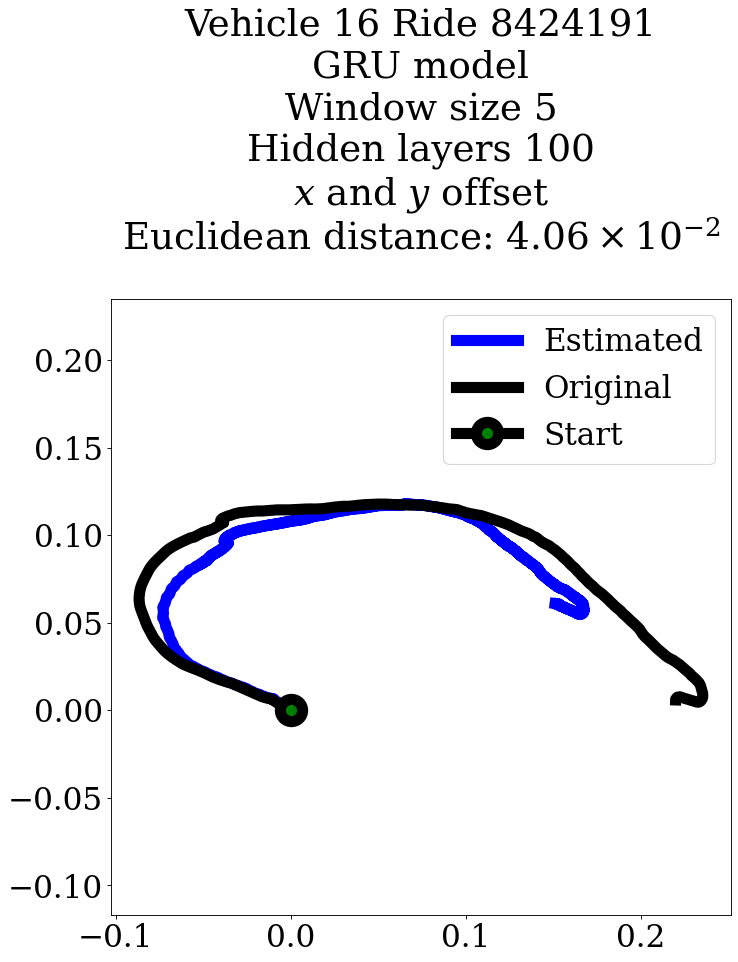 Vehicle 16 Ride 8424191
GRU model
Window size 5
Hidden layers 100
x and y offset
Euclidean distance: 4.06 × 10⁻²
Estimated
Original
Start
0.20
0.15
0.10
0.05
0.00
−0.05
−0.10
−0.1 0.0 0.1 0.2